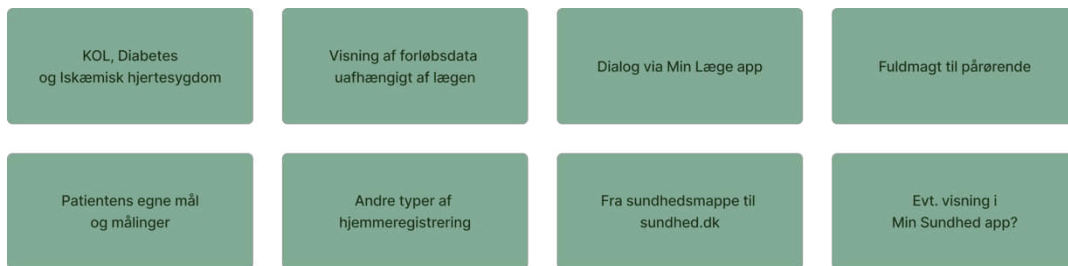 KOL, Diabetes
og Iskæmisk hjertesygdom
Visning af forløbsdata
uafhængigt af lægen
Dialog via Min Læge app
Fuldmagt til pårørende
Patientens egne mål
og målinger
Andre typer af
hjemmeregistrering
Fra sundhedsmappe til
sundhed.dk
Evt. visning i
Min Sundhed app?